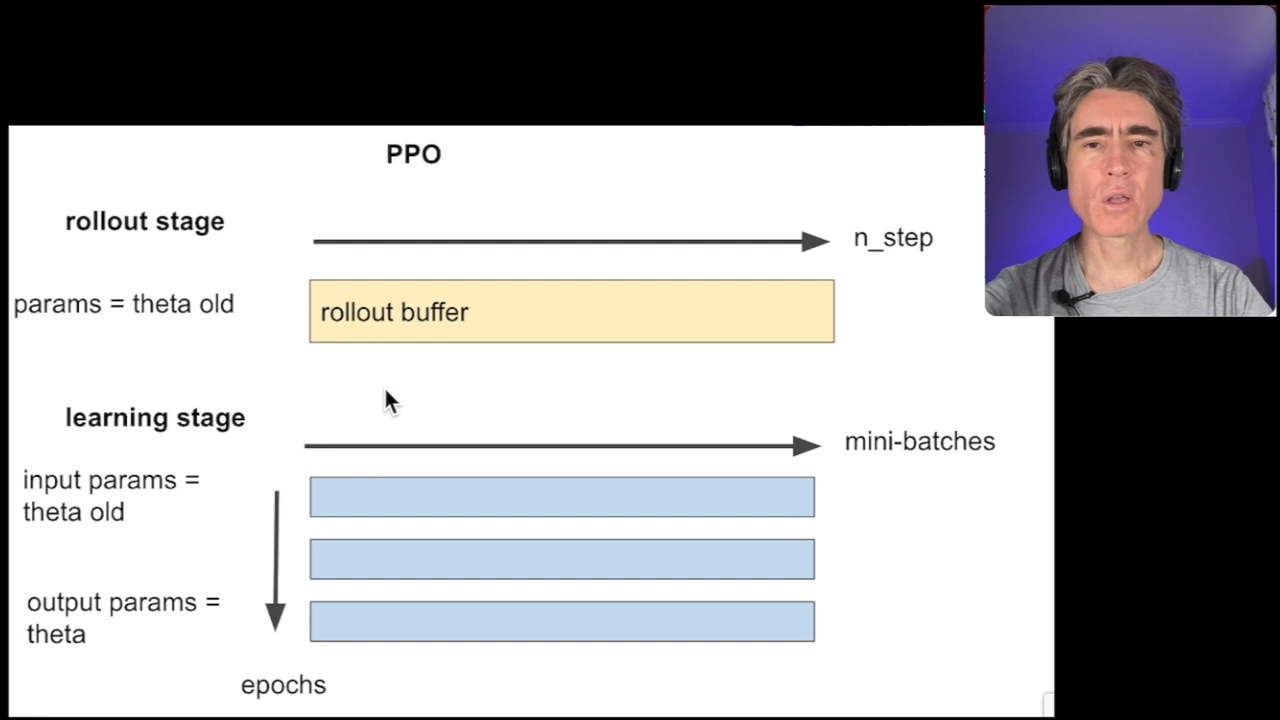 PPO
rollout stage
n_step
params = theta old
rollout buffer
learning stage
mini-batches
input params =
theta old
output params =
theta
epochs